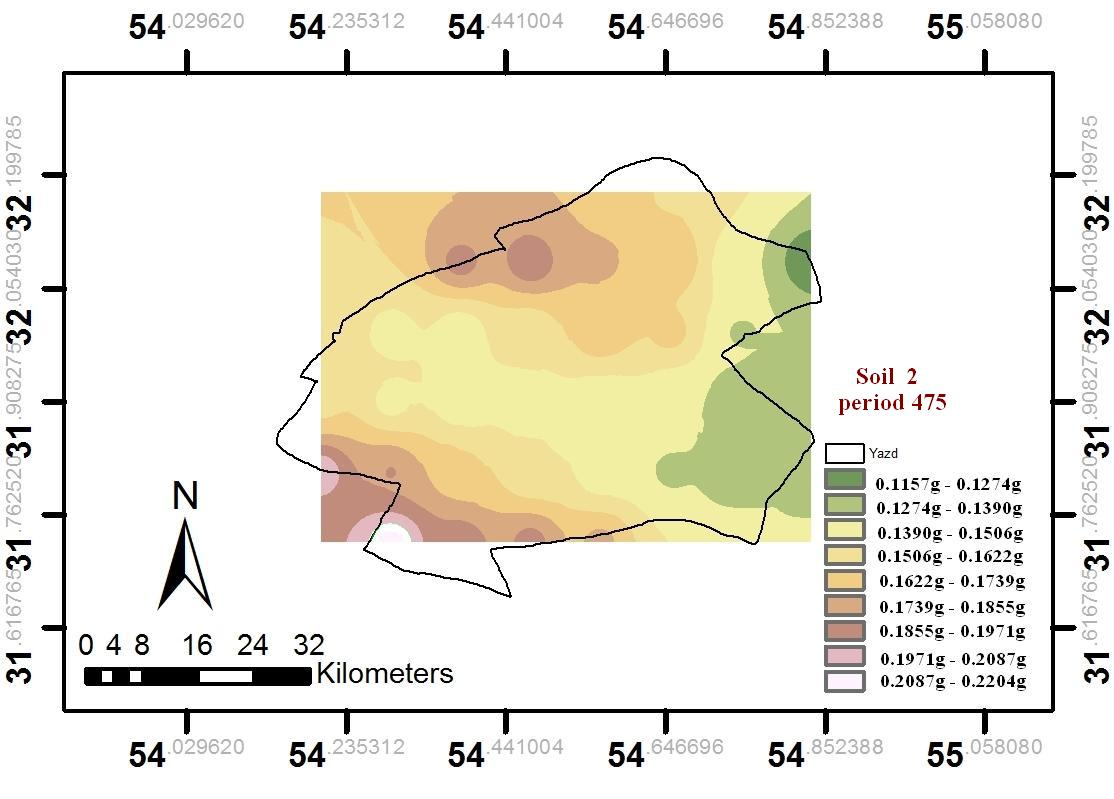 54.029620 54.235312 54.441004 54.646696 54.852388 55.058080
32.199785
32.054030
31.908275
31.762520
31.616765
32.199785
32.054030
31.908275
31.762520
31.616765
Soil 2
period 475
Yazd
0.1157g - 0.1274g
0.1274g - 0.1390g
0.1390g - 0.1506g
0.1506g - 0.1622g
0.1622g - 0.1739g
0.1739g - 0.1855g
0.1855g - 0.1971g
0.1971g - 0.2087g
0.2087g - 0.2204g
N
0 4 8 16 24 32
Kilometers
54.029620 54.235312 54.441004 54.646696 54.852388 55.058080